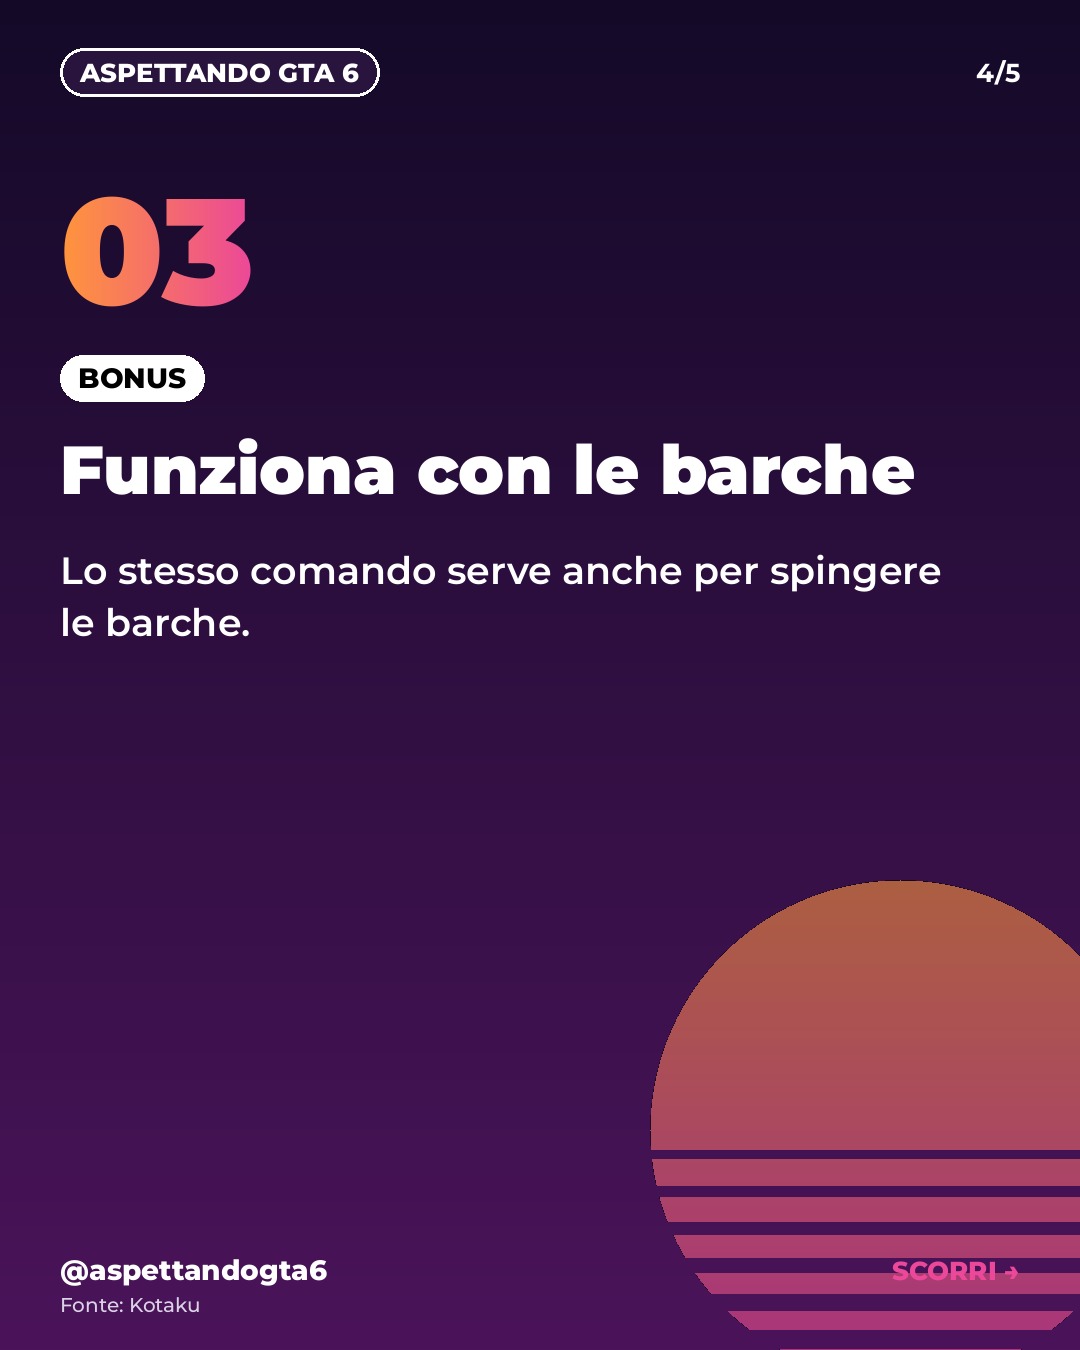 ASPETTANDO GTA 6
4/5
03
BONUS
Funziona con le barche
Lo stesso comando serve anche per spingere
le barche.
@aspettandogta6
SCORRI →
Fonte: Kotaku